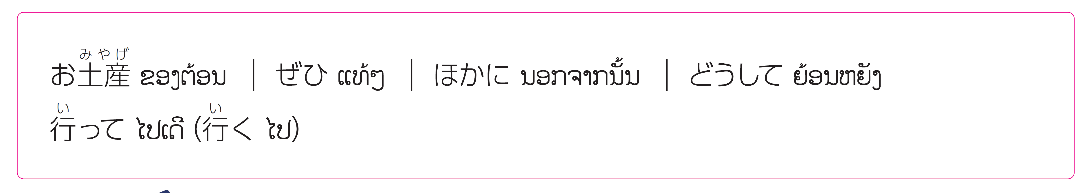 お土産 ຂອງຕ້ອນ | ぜひ ແທ້ໆ | ほかに ນອກຈາກນັ້ນ | どうして ຍ້ອນຫຍັງ
行って ໄປເດີ (行く ໄປ)